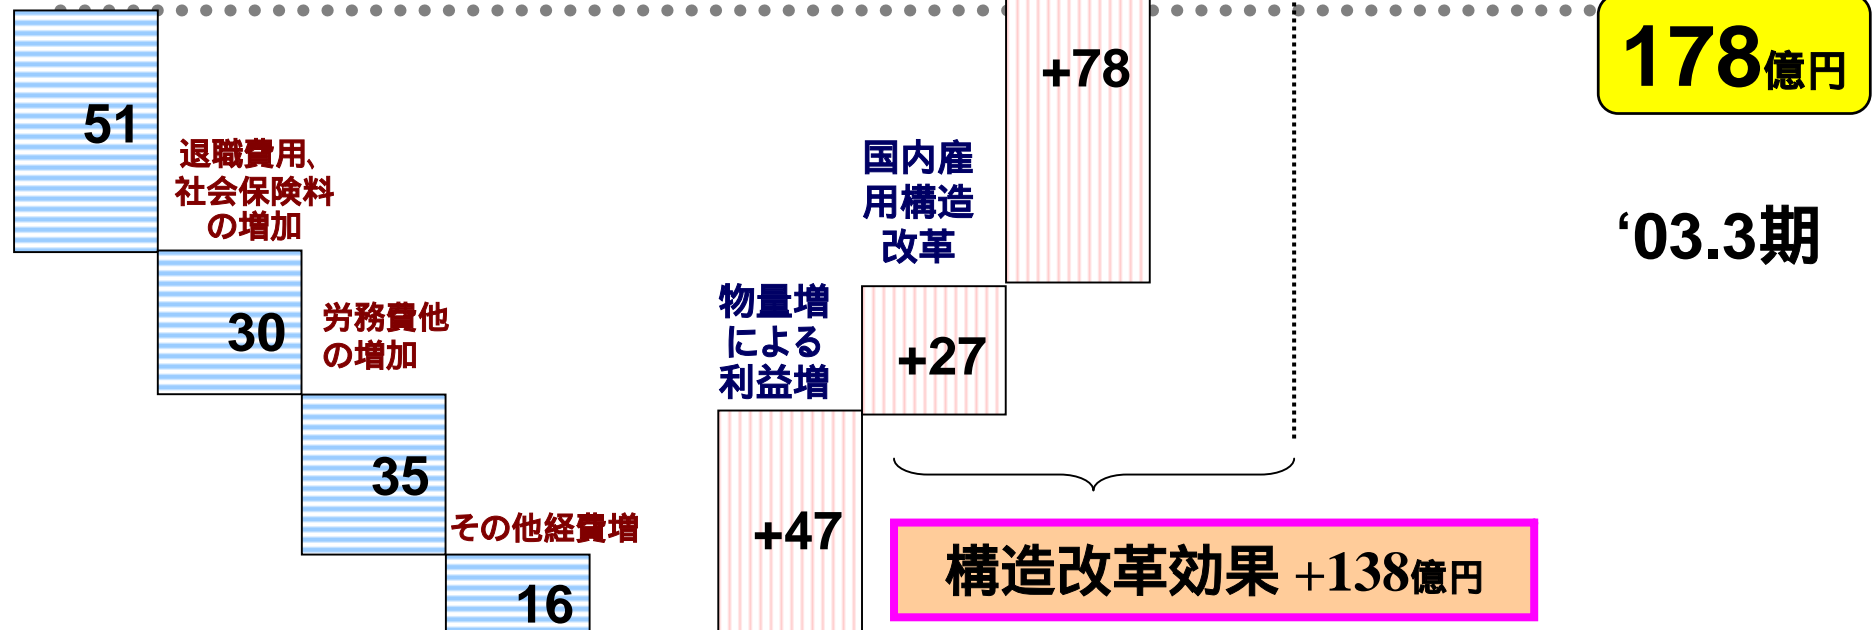 51
退職費用、
社会保険料
の増加
30
労務費他
の増加
35
その他経費増
16
物量増
による
利益増
+47
国内雇
用構造
改革
+27
+78
構造改革効果 +138億円
178億円
‘03.3期